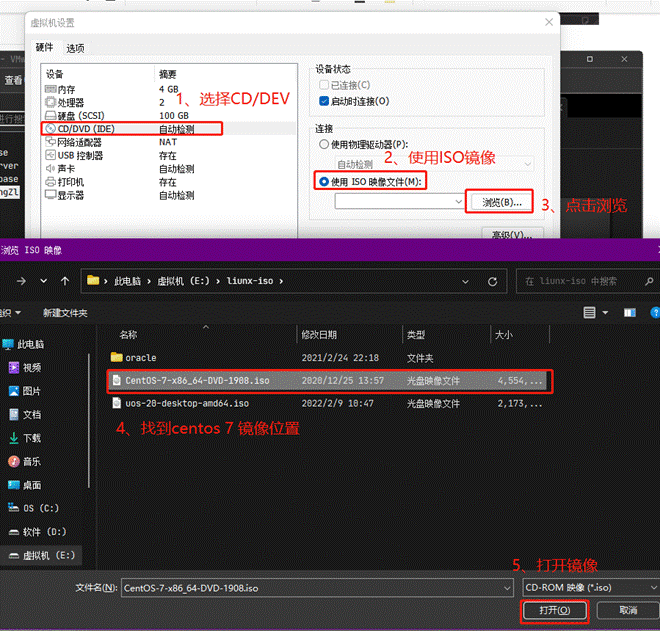 虚拟机设置
硬件 选项
设备 摘要
内存 4 GB
处理器 2
硬盘 (SCSI) 100 GB
CD/DVD (IDE) 自动检测
网络适配器 NAT
USB 控制器 存在
声卡 自动检测
打印机 存在
显示器 自动检测
1、选择CD/DEV
设备状态
已连接(C)
启动时连接(O)
连接
使用物理驱动器(P):
自动检测
2、使用ISO镜像
使用 ISO 映像文件(M):
浏览(B)...
3、点击浏览
高级(V)...
查看
浏览 ISO 映像
此电脑 › 虚拟机 (E:) › liunx-iso ›
在 liunx-iso 中搜索
组织 新建文件夹
名称 修改日期 类型 大小
oracle 2021/2/24 22:18 文件夹
CentOS-7-x86_64-DVD-1908.iso 2020/12/25 13:57 光盘映像文件 4,554,...
uos-20-desktop-amd64.iso 2022/2/9 10:47 光盘映像文件 2,173,...
4、找到centos 7 镜像位置
此电脑
视频
图片
文档
下载
音乐
桌面
OS (C:)
软件 (D:)
虚拟机 (E:)
5、打开镜像
文件名(N): CentOS-7-x86_64-DVD-1908.iso
CD-ROM 映像 (*.iso)
打开(O) 取消